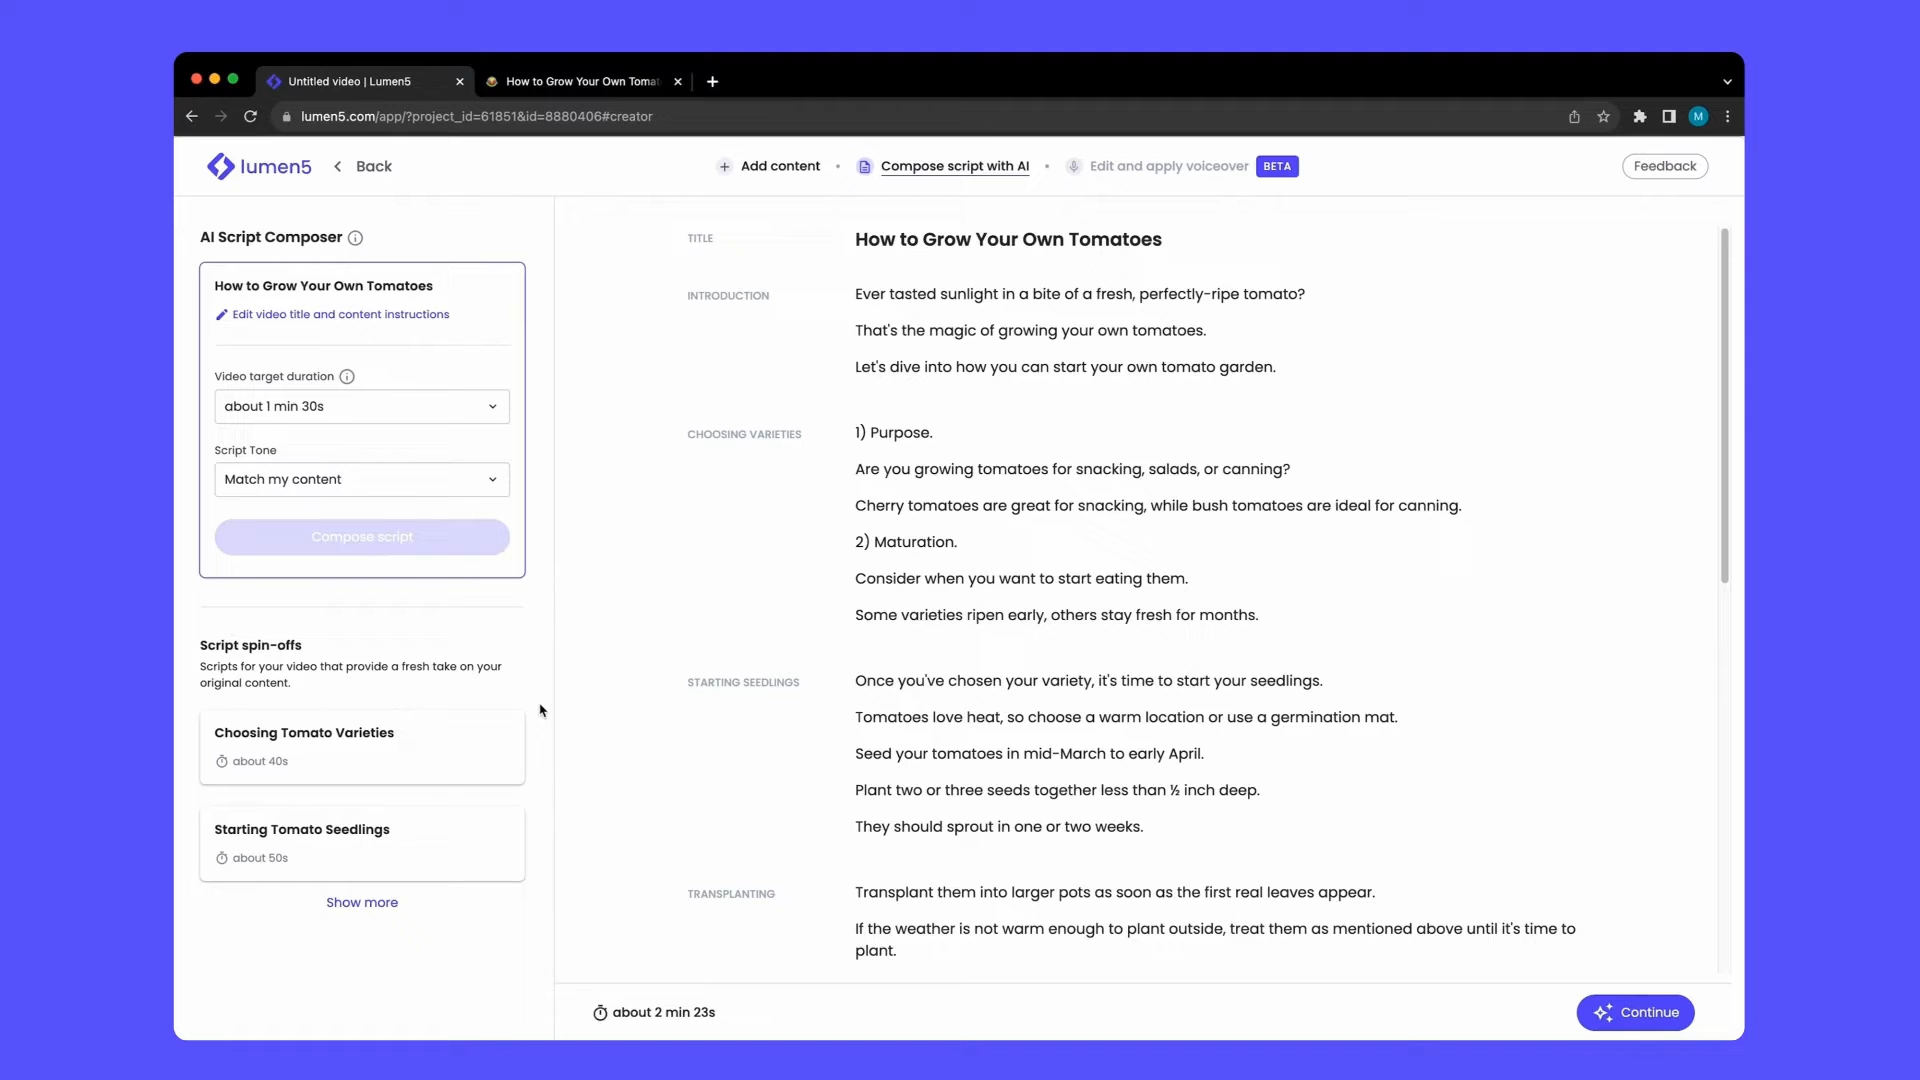 Untitled video | Lumen5
How to Grow Your Own Tomat
lumen5.com/app/?project_id=61851&id=8880406#creator
M
lumen5
Back
Add content
Compose script with AI
Edit and apply voiceover BETA
Feedback
AI Script Composer
How to Grow Your Own Tomatoes
Edit video title and content instructions
Video target duration
about 1 min 30s
Script Tone
Match my content
Compose script
Script spin-offs
Scripts for your video that provide a fresh take on your
original content.
Choosing Tomato Varieties
about 40s
Starting Tomato Seedlings
about 50s
Show more
TITLE
How to Grow Your Own Tomatoes
INTRODUCTION
Ever tasted sunlight in a bite of a fresh, perfectly-ripe tomato?
That's the magic of growing your own tomatoes.
Let's dive into how you can start your own tomato garden.
CHOOSING VARIETIES
1) Purpose.
Are you growing tomatoes for snacking, salads, or canning?
Cherry tomatoes are great for snacking, while bush tomatoes are ideal for canning.
2) Maturation.
Consider when you want to start eating them.
Some varieties ripen early, others stay fresh for months.
STARTING SEEDLINGS
Once you've chosen your variety, it's time to start your seedlings.
Tomatoes love heat, so choose a warm location or use a germination mat.
Seed your tomatoes in mid-March to early April.
Plant two or three seeds together less than ½ inch deep.
They should sprout in one or two weeks.
TRANSPLANTING
Transplant them into larger pots as soon as the first real leaves appear.
If the weather is not warm enough to plant outside, treat them as mentioned above until it's time to
plant.
about 2 min 23s
Continue